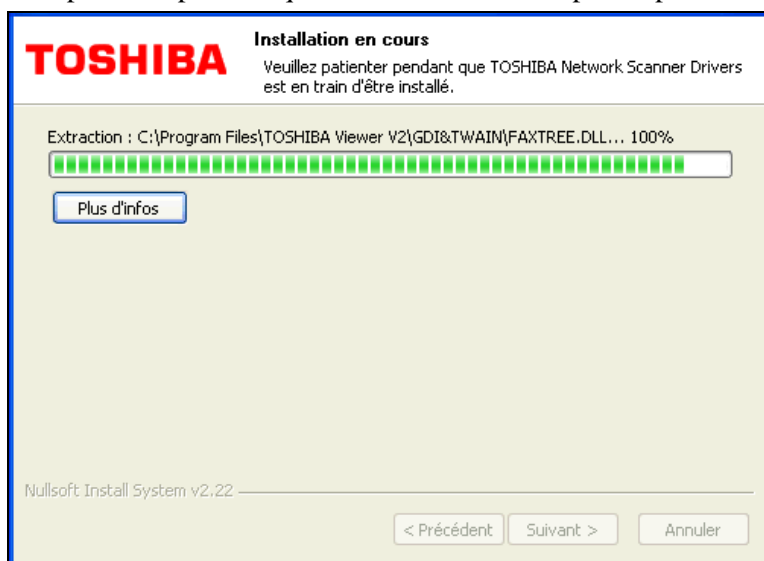 TOSHIBA
Installation en cours
Veuillez patienter pendant que TOSHIBA Network Scanner Drivers
est en train d'être installé.
Extraction : C:\Program Files\TOSHIBA Viewer V2\GDI&TWAIN\FAXTREE.DLL... 100%
Plus d'infos
Nullsoft Install System v2.22
< Précédent
Suivant >
Annuler